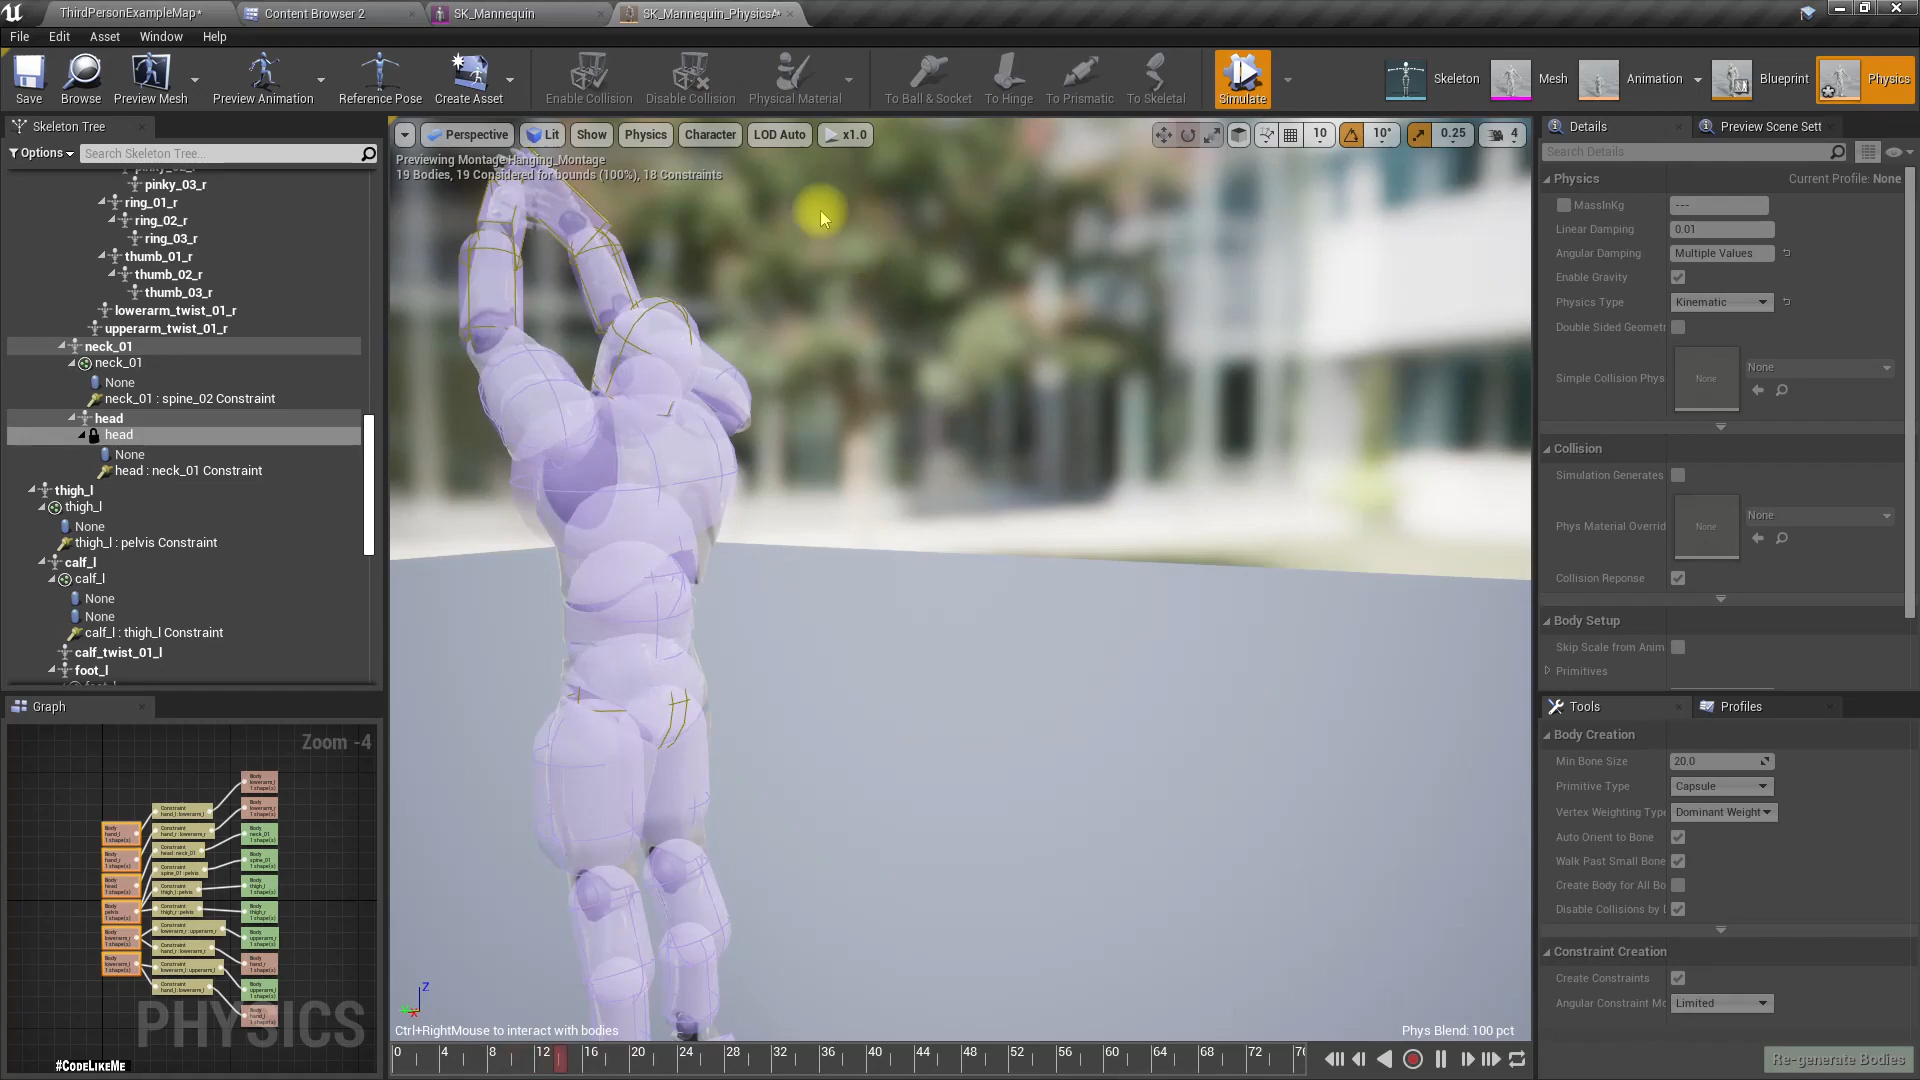 ThirdPersonExampleMap*
Content Browser 2
SK_Mannequin
SK_Mannequin_PhysicsA*
File Edit Asset Window Help
Save
Browse
Preview Mesh
Preview Animation
Reference Pose
Create Asset
Enable Collision
Disable Collision
Physical Material
To Ball & Socket
To Hinge
To Prismatic
To Skeletal
Simulate
Skeleton
Mesh
Animation
Blueprint
Physics
Skeleton Tree
Options
Search Skeleton Tree...
pinky_03_r
ring_01_r
ring_02_r
ring_03_r
thumb_01_r
thumb_02_r
thumb_03_r
lowerarm_twist_01_r
upperarm_twist_01_r
neck_01
neck_01
None
neck_01 : spine_02 Constraint
head
head
None
head : neck_01 Constraint
thigh_l
thigh_l
None
thigh_l : pelvis Constraint
calf_l
calf_l
None
None
calf_l : thigh_l Constraint
calf_twist_01_l
foot_l
Graph
Zoom -4
PHYSICS
#CodeLikeMe
Perspective Lit Show Physics Character LOD Auto x1.0
10 10° 0.25 4
Previewing Montage Hanging_Montage
19 Bodies, 19 Considered for bounds (100%), 18 Constraints
Z
Ctrl+RightMouse to interact with bodies
Phys Blend: 100 pct
0 4 8 12 16 20 24 28 32 36 40 44 48 52 56 60 64 68 72
Details
Preview Scene Sett
Search Details
Physics
Current Profile: None
MassInKg ---
Linear Damping 0.01
Angular Damping Multiple Values
Enable Gravity
Physics Type Kinematic
Double Sided Geometr
Simple Collision Phys None None
Collision
Simulation Generates
Phys Material Overrid None None
Collision Reponse
Body Setup
Skip Scale from Anim
Primitives
Tools
Profiles
Body Creation
Min Bone Size 20.0
Primitive Type Capsule
Vertex Weighting Type Dominant Weight
Auto Orient to Bone
Walk Past Small Bone
Create Body for All Bo
Disable Collisions by
Constraint Creation
Create Constraints
Angular Constraint Mo Limited
Re-generate Bodies